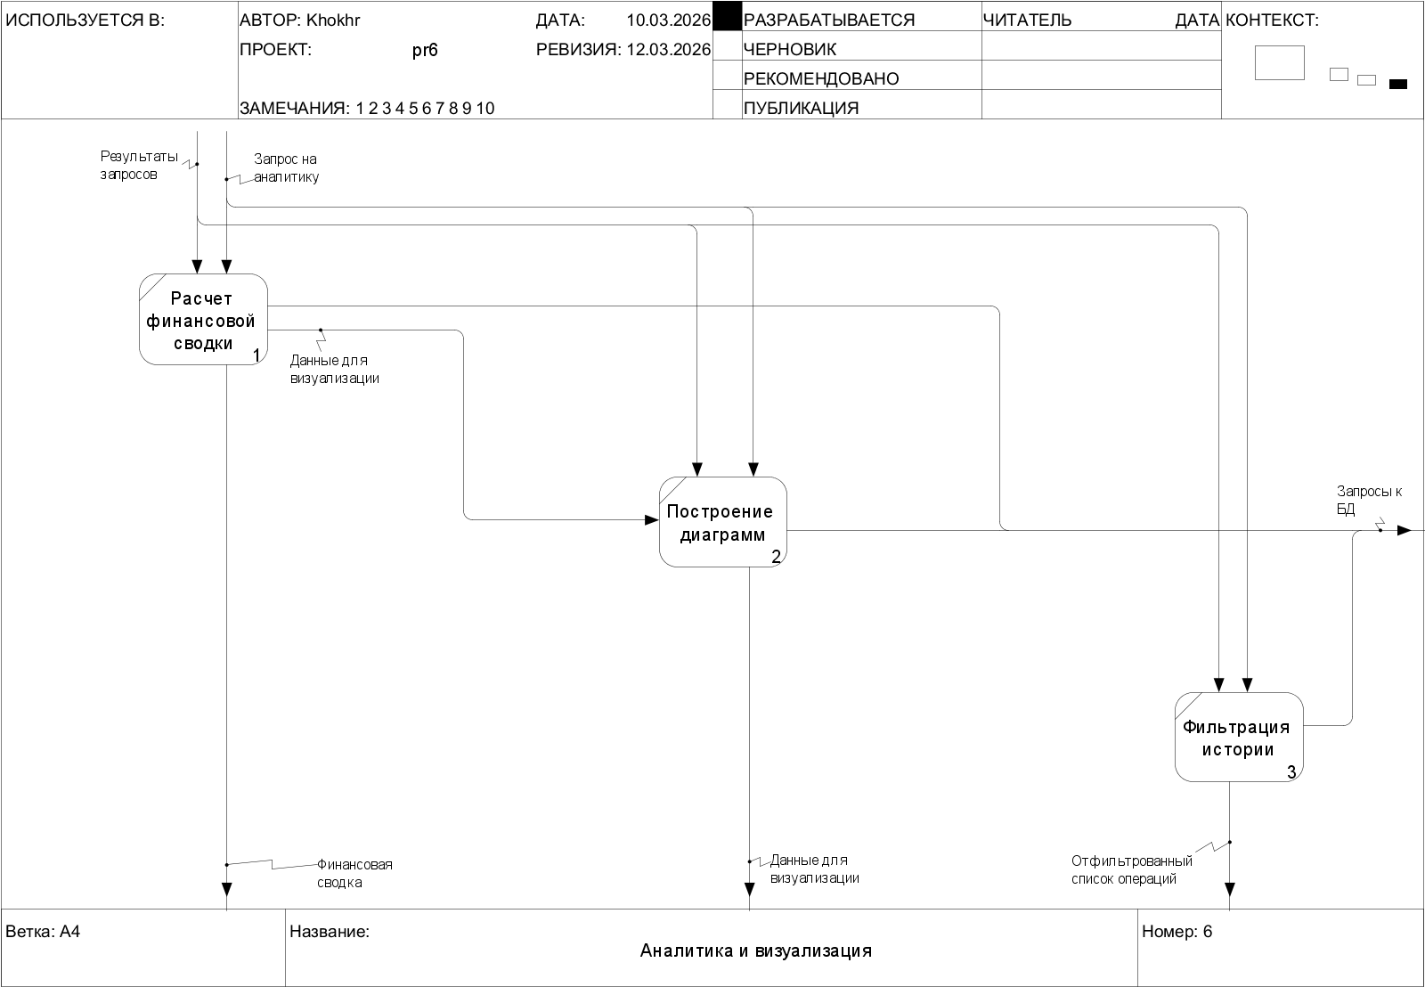 ИСПОЛЬЗУЕТСЯ В:
АВТОР: Khokhr
ДАТА: 10.03.2026
ПРОЕКТ: pr6
РЕВИЗИЯ: 12.03.2026
ЗАМЕЧАНИЯ: 1 2 3 4 5 6 7 8 9 10
РАЗРАБАТЫВАЕТСЯ
ЧЕРНОВИК
РЕКОМЕНДОВАНО
ПУБЛИКАЦИЯ
ЧИТАТЕЛЬ
ДАТА
КОНТЕКСТ:
Результаты
запросов
Запрос на
аналитику
Расчет
финансовой
сводки
1
Данные для
визуализации
Построение
диаграмм
2
Запросы к
БД
Фильтрация
истории
3
Финансовая
сводка
Данные для
визуализации
Отфильтрованный
список операций
Ветка: A4
Название:
Аналитика и визуализация
Номер: 6